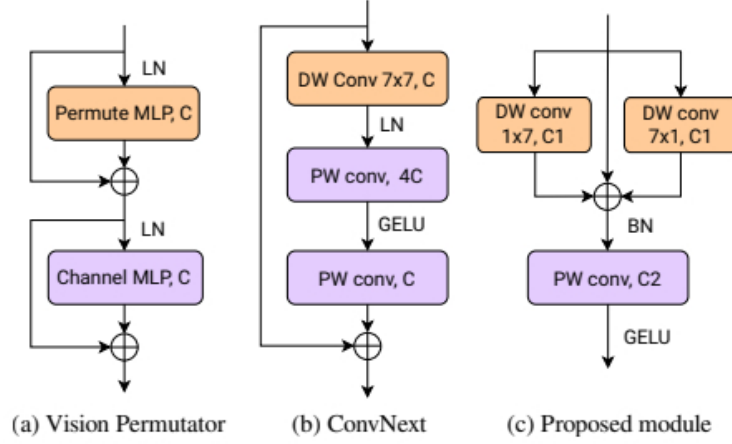 LN
Permute MLP, C
LN
Channel MLP, C
(a) Vision Permutator
DW Conv 7x7, C
LN
PW conv, 4C
GELU
PW conv, C
(b) ConvNext
DW conv
1x7, C1
DW conv
7x1, C1
BN
PW conv, C2
GELU
(c) Proposed module